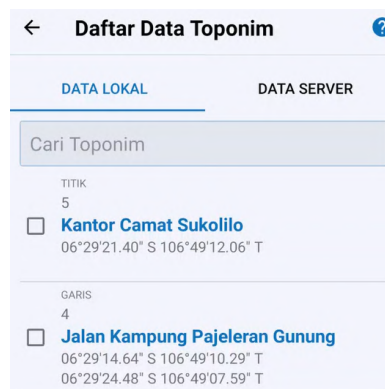 Daftar Data Toponim
?
DATA LOKAL
DATA SERVER
Cari Toponim
TITIK
5
Kantor Camat Sukolilo
06°29'21.40" S 106°49'12.06" T
GARIS
4
Jalan Kampung Pajeleran Gunung
06°29'14.64" S 106°49'10.29" T
06°29'24.48" S 106°49'07.59" T